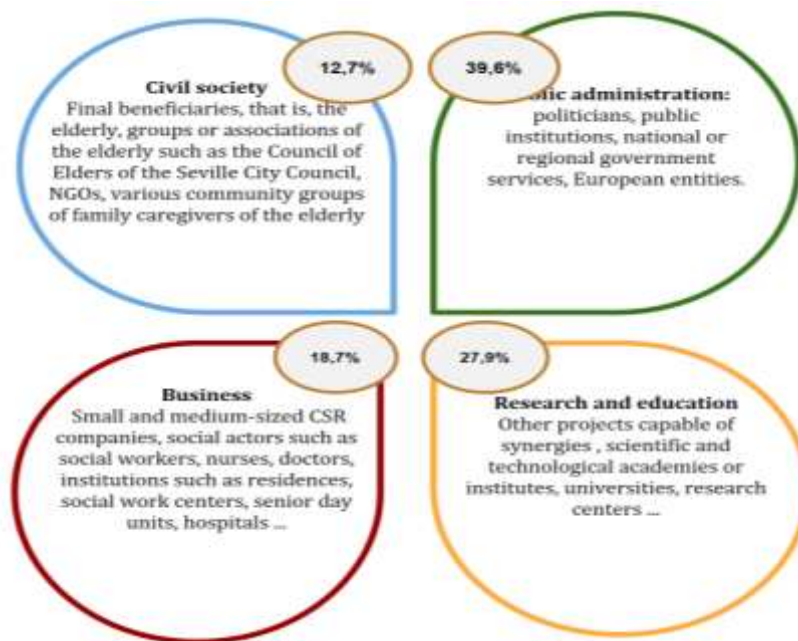 12,7%
Civil society
Final beneficiaries, that is, the
elderly, groups or associations of
the elderly such as the Council of
Elders of the Seville City Council,
NGOs, various community groups
of family caregivers of the elderly
39,6%
blic administration:
politicians, public
institutions, national or
regional government
services, European entities.
18,7%
Business
Small and medium-sized CSR
companies, social actors such as
social workers, nurses, doctors,
institutions such as residences,
social work centers, senior day
units, hospitals ...
27,9%
Research and education
Other projects capable of
synergies , scientific and
technological academies or
institutes, universities, research
centers ...